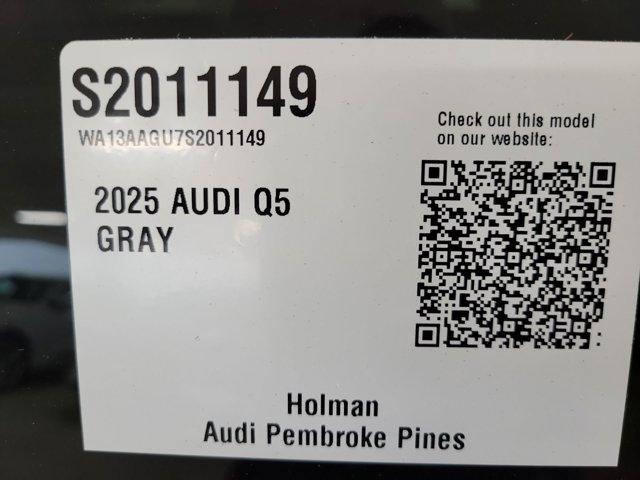 S2011149
WA13AAGU7S2011149
Check out this model
on our website:
2025 AUDI Q5
GRAY
Holman
Audi Pembroke Pines